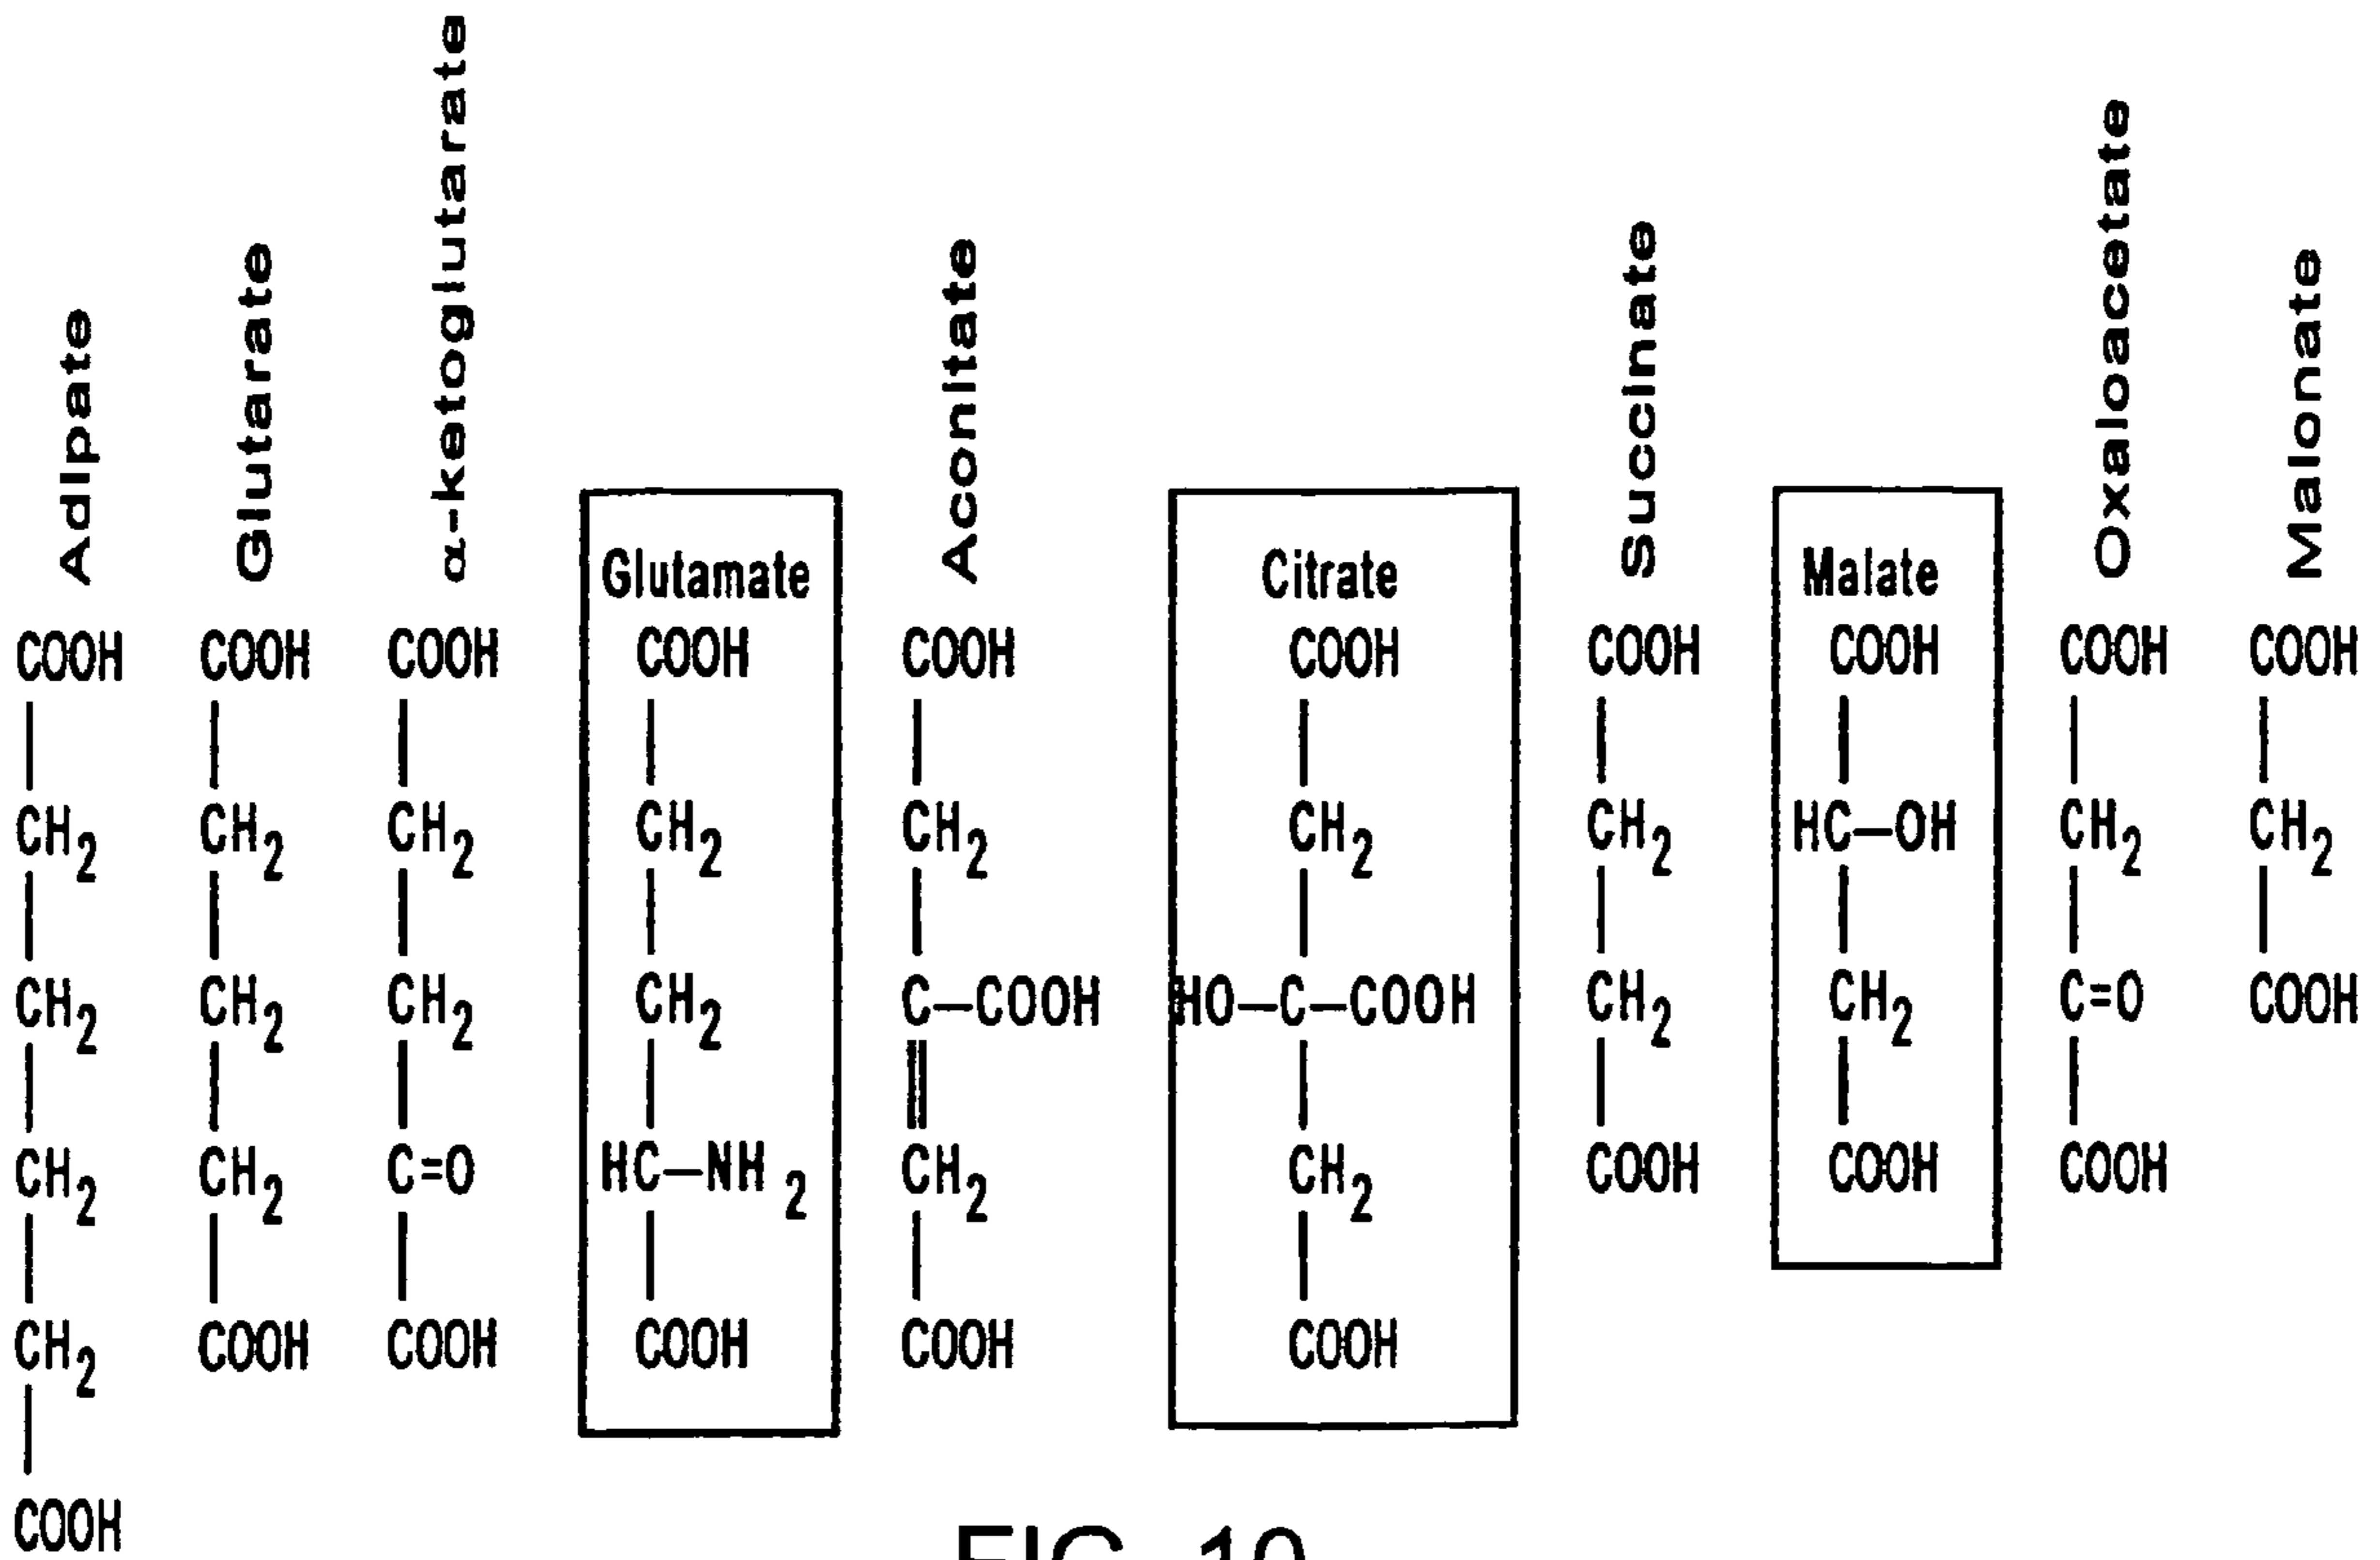 Adipate
Glutarate
α-ketoglutarate
Glutamate
Aconitate
Citrate
Succinate
Malate
Oxaloacetate
Malonate
COOH COOH COOH COOH COOH COOH COOH COOH COOH COOH
CH2 CH2 CH2 CH2 CH2 CH2 CH2 HC—OH CH2 CH2
CH2 CH2 CH2 CH2 C—COOH HO—C—COOH CH2 CH2 C=O COOH
CH2 CH2 C=O HC—NH2 CH2 CH2 COOH COOH COOH
CH2 COOH COOH COOH COOH COOH
COOH
FIG. 10